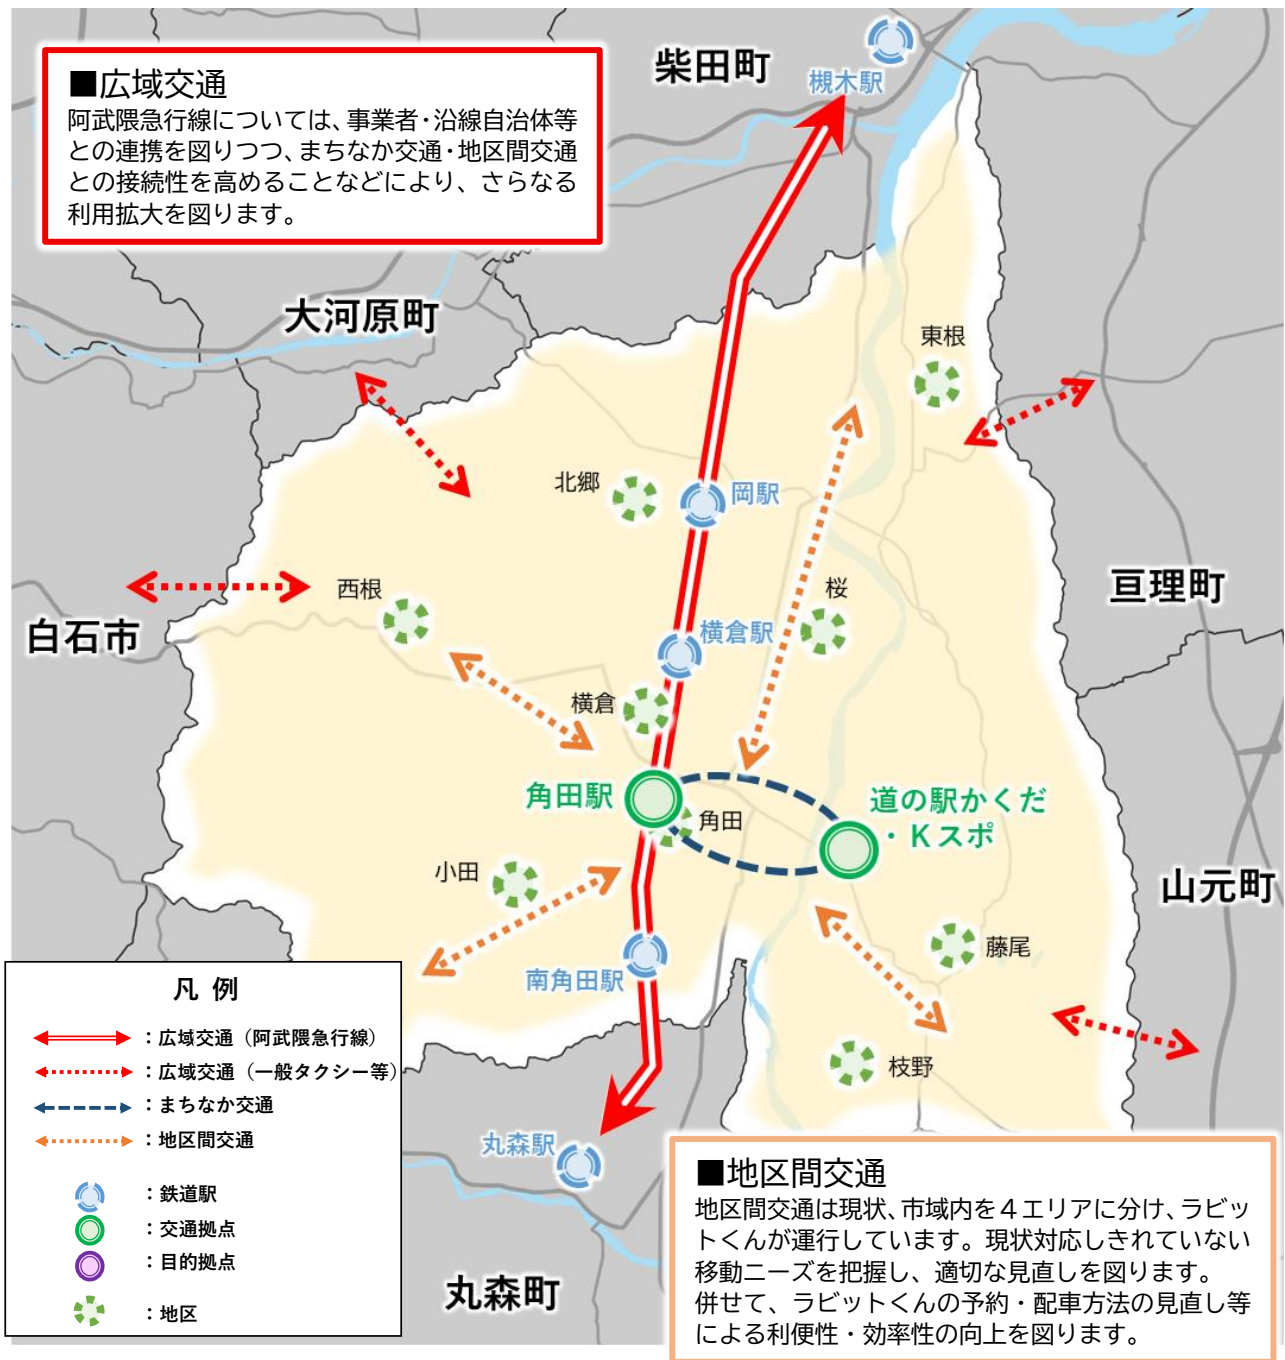 ■広域交通
阿武隈急行線については、事業者・沿線自治体等
との連携を図りつつ、まちなか交通・地区間交通
との接続性を高めることなどにより、さらなる
利用拡大を図ります。
柴田町
槻木駅
大河原町
東根
北郷
岡駅
西根
桜
亘理町
白石市
横倉駅
横倉
角田駅
道の駅かくだ
・Kスポ
角田
小田
山元町
藤尾
南角田駅
枝野
丸森駅
丸森町
凡 例
：広域交通（阿武隈急行線）
：広域交通（一般タクシー等）
：まちなか交通
：地区間交通
：鉄道駅
：交通拠点
：目的拠点
：地区
■地区間交通
地区間交通は現状、市域内を４エリアに分け、ラビッ
トくんが運行しています。現状対応しきれていない
移動ニーズを把握し、適切な見直しを図ります。
併せて、ラビットくんの予約・配車方法の見直し等
による利便性・効率性の向上を図ります。